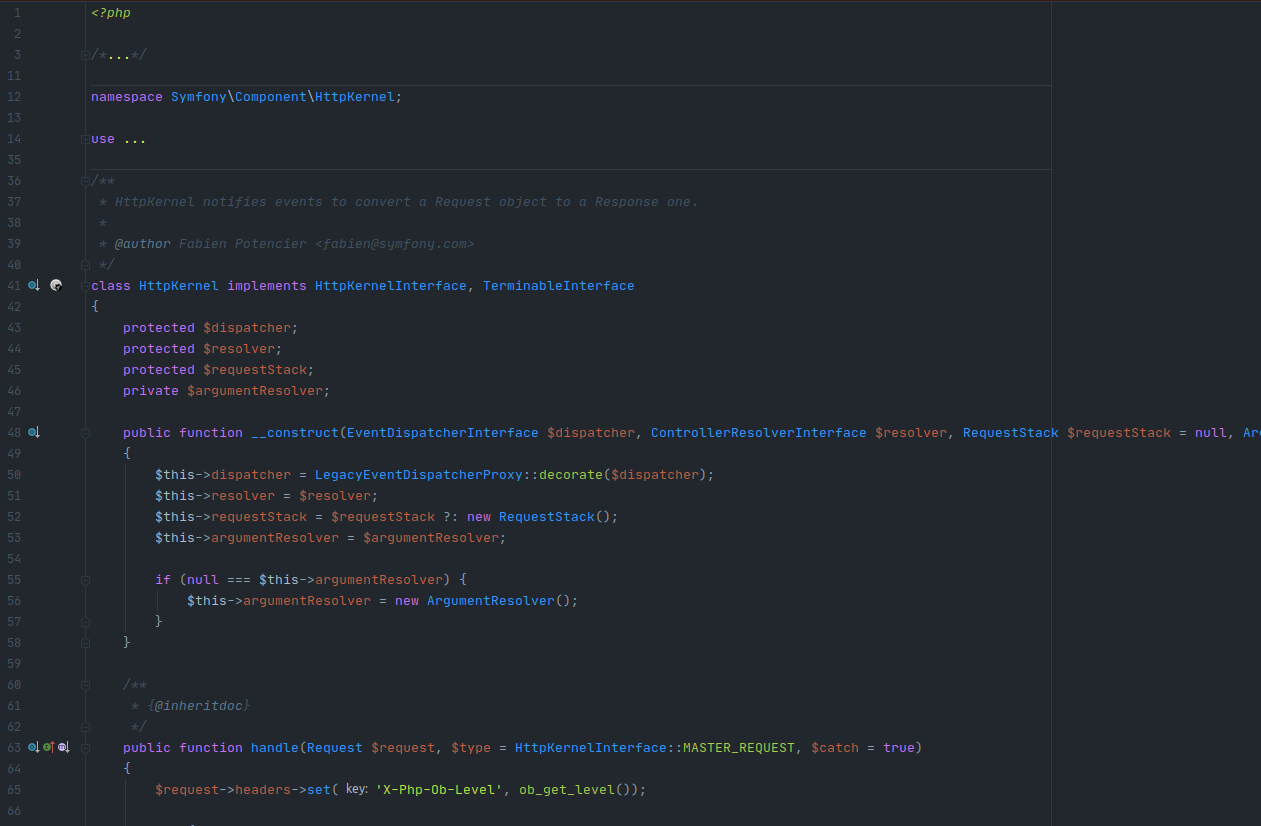 1 <?php
2
3 /*...*/
11
12 namespace Symfony\Component\HttpKernel;
13
14 use ...
35
36 /**
37  * HttpKernel notifies events to convert a Request object to a Response one.
38  *
39  * @author Fabien Potencier <fabien@symfony.com>
40  */
41 class HttpKernel implements HttpKernelInterface, TerminableInterface
42 {
43     protected $dispatcher;
44     protected $resolver;
45     protected $requestStack;
46     private $argumentResolver;
47
48     public function __construct(EventDispatcherInterface $dispatcher, ControllerResolverInterface $resolver, RequestStack $requestStack = null, Ar
49     {
50         $this->dispatcher = LegacyEventDispatcherProxy::decorate($dispatcher);
51         $this->resolver = $resolver;
52         $this->requestStack = $requestStack ?: new RequestStack();
53         $this->argumentResolver = $argumentResolver;
54
55         if (null === $this->argumentResolver) {
56             $this->argumentResolver = new ArgumentResolver();
57         }
58     }
59
60     /**
61      * {@inheritdoc}
62      */
63     public function handle(Request $request, $type = HttpKernelInterface::MASTER_REQUEST, $catch = true)
64     {
65         $request->headers->set( key: 'X-Php-Ob-Level', ob_get_level());
66